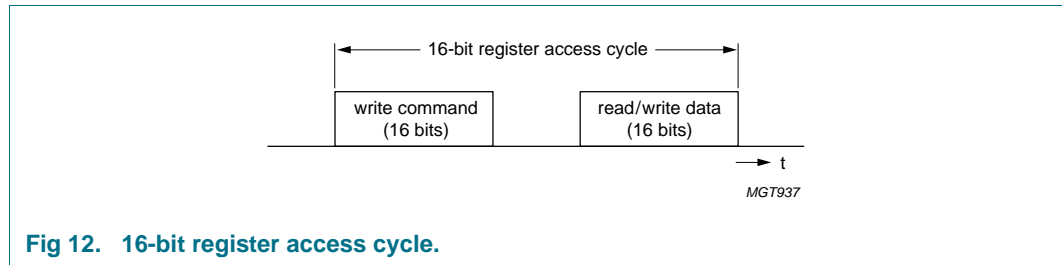 16-bit register access cycle
write command
(16 bits)
read/write data
(16 bits)
t
MGT937
Fig 12. 16-bit register access cycle.